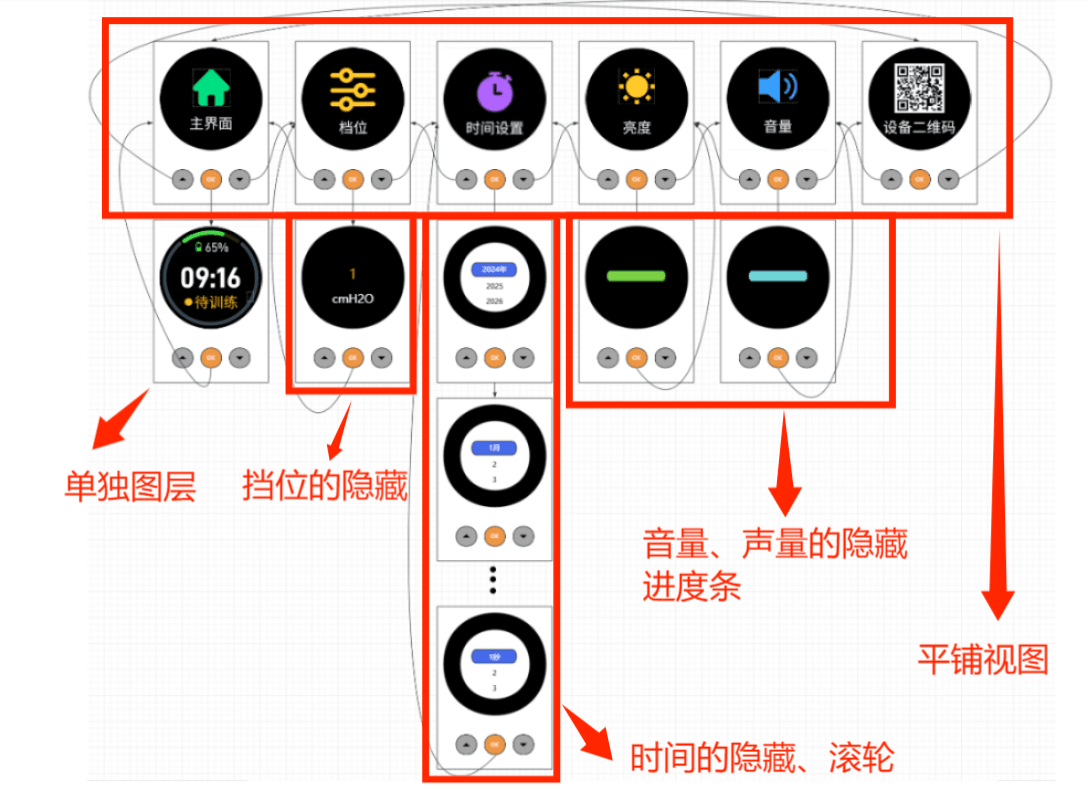 主界面
档位
时间设置
亮度
音量
设备二维码
OK
OK
OK
OK
OK
OK
65%
09:16
待训练
1
cmH2O
2024年
2025
2026
OK
OK
OK
OK
OK
1月
2
3
OK
1秒
2
3
OK
单独图层
挡位的隐藏
音量、声量的隐藏
进度条
平铺视图
时间的隐藏、滚轮